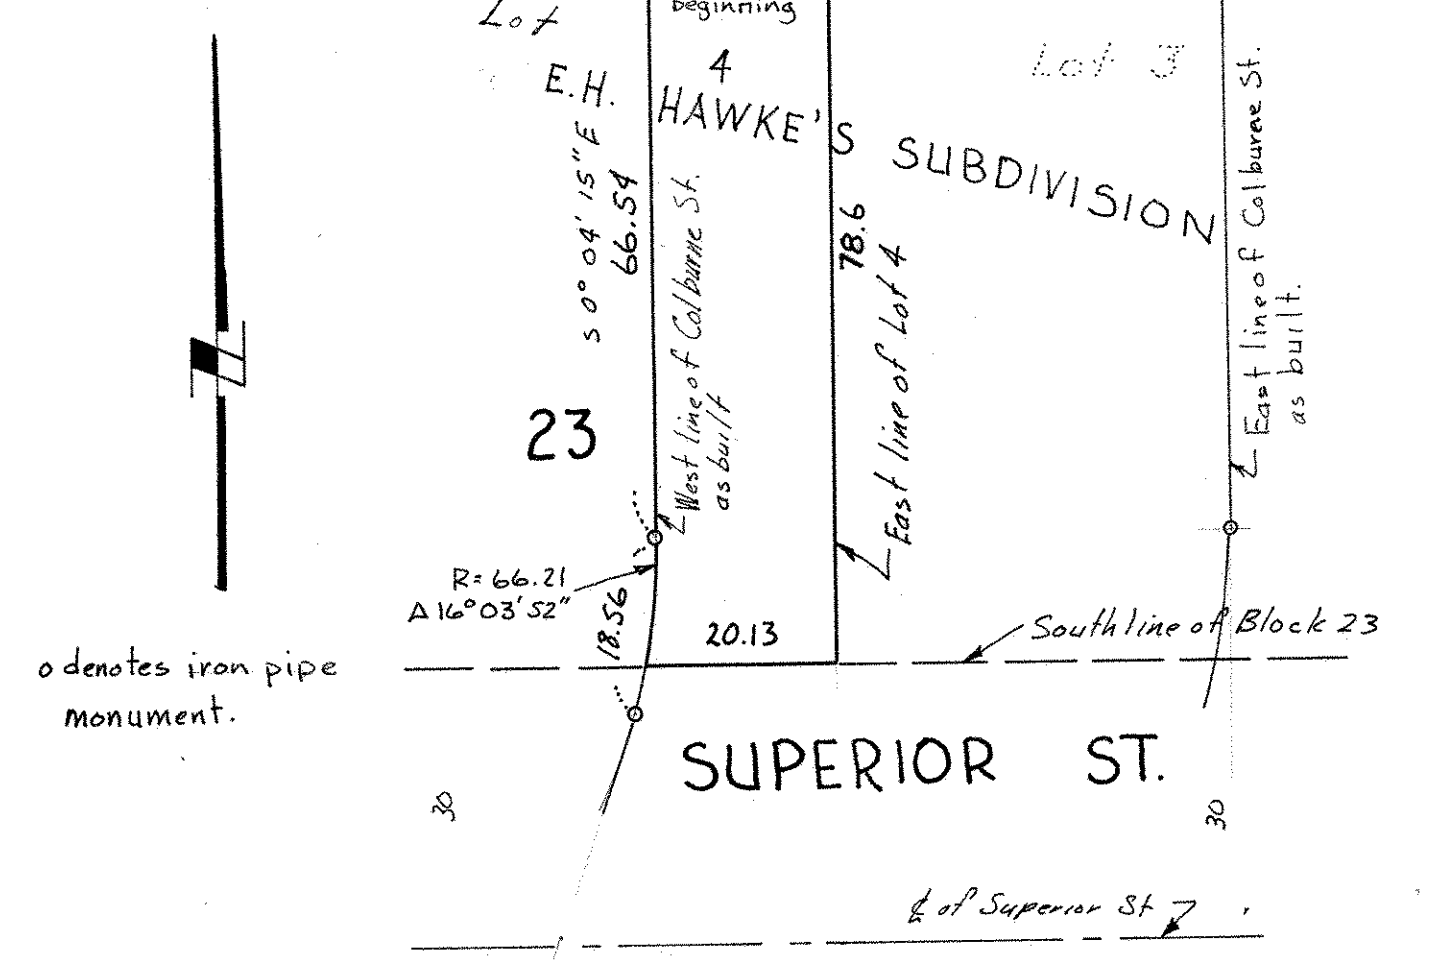 beginning
Lot
4
Lot 3
E.H. HAWKE'S SUBDIVISION
S 0° 04' 15" E
66.54
West line of Colburne St.
as built
78.6
East line of Lot 4
East line of Colburne St.
as built.
23
R= 66.21
Δ 16° 03' 52"
18.56
20.13
South line of Block 23
o denotes iron pipe
monument.
SUPERIOR ST.
30
30
℄ of Superior St